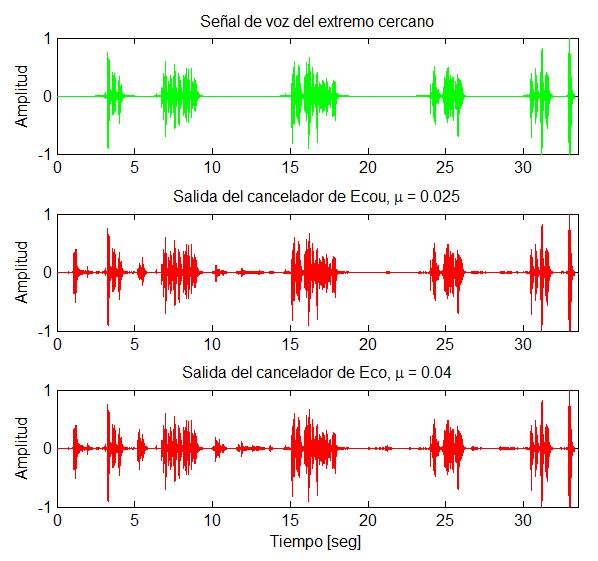 Señal de voz del extremo cercano
1
0
-1
Amplitud
0 5 10 15 20 25 30
Salida del cancelador de Ecou, μ = 0.025
1
0
-1
Amplitud
0 5 10 15 20 25 30
Salida del cancelador de Eco, μ = 0.04
1
0
-1
Amplitud
0 5 10 15 20 25 30
Tiempo [seg]